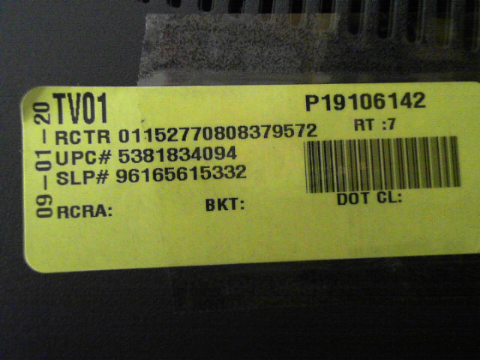 TV01 P19106142
RCTR 01152770808379572 RT :7
UPC# 5381834094
SLP# 96165615332
RCRA: BKT: DOT CL:
09-01-20